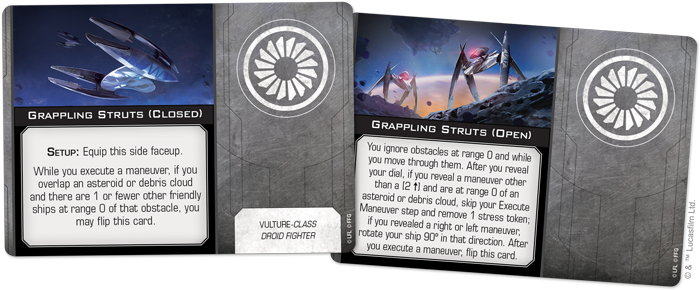 GRAPPLING STRUTS (CLOSED)
SETUP: Equip this side faceup.
While you execute a maneuver, if you
overlap an asteroid or debris cloud
and there are 1 or fewer other friendly
ships at range 0 of that obstacle, you
may flip this card.
VULTURE-CLASS
DROID FIGHTER
© LFL © FFG
GRAPPLING STRUTS (OPEN)
You ignore obstacles at range 0 and while
you move through them. After you reveal
your dial, if you reveal a maneuver other
than a [2 ↑] and are at range 0 of an
asteroid or debris cloud, skip your Execute
Maneuver step and remove 1 stress token;
if you revealed a right or left maneuver,
rotate your ship 90° in that direction. After
you execute a maneuver, flip this card.
© LFL © FFG
© & ™ Lucasfilm Ltd.